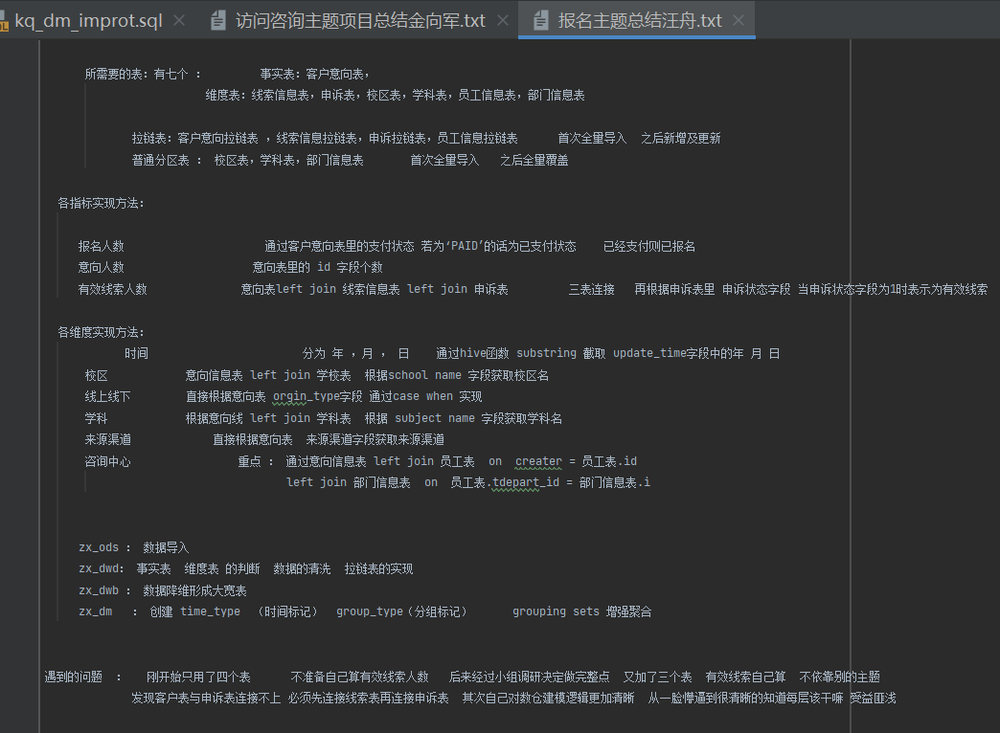 kq_dm_improt.sql 访问咨询主题项目总结金向军.txt 报名主题总结汪舟.txt
所需要的表：有七个 ： 事实表：客户意向表，
维度表：线索信息表，申诉表，校区表，学科表，员工信息表，部门信息表
拉链表：客户意向拉链表 ，线索信息拉链表，申诉拉链表，员工信息拉链表 首次全量导入 之后新增及更新
普通分区表 ： 校区表，学科表，部门信息表 首次全量导入 之后全量覆盖
各指标实现方法：
报名人数 通过客户意向表里的支付状态 若为‘PAID’的话为已支付状态 已经支付则已报名
意向人数 意向表里的 id 字段个数
有效线索人数 意向表left join 线索信息表 left join 申诉表 三表连接 再根据申诉表里 申诉状态字段 当申诉状态字段为1时表示为有效线索
各维度实现方法：
时间 分为 年 ，月 ， 日 通过hive函数 substring 截取 update_time字段中的年 月 日
校区 意向信息表 left join 学校表 根据school name 字段获取校区名
线上线下 直接根据意向表 orgin_type字段 通过case when 实现
学科 根据意向线 left join 学科表 根据 subject name 字段获取学科名
来源渠道 直接根据意向表 来源渠道字段获取来源渠道
咨询中心 重点 ： 通过意向信息表 left join 员工表 on creater = 员工表.id
left join 部门信息表 on 员工表.tdepart_id = 部门信息表.i
zx_ods ： 数据导入
zx_dwd： 事实表 维度表 的判断 数据的清洗 拉链表的实现
zx_dwb ： 数据降维形成大宽表
zx_dm ： 创建 time_type （时间标记） group_type（分组标记） grouping sets 增强聚合
遇到的问题 ： 刚开始只用了四个表 不准备自己算有效线索人数 后来经过小组调研决定做完整点 又加了三个表 有效线索自己算 不依靠别的主题
发现客户表与申诉表连接不上 必须先连接线索表再连接申诉表 其次自己对数仓建模逻辑更加清晰 从一脸懵逼到很清晰的知道每层该干嘛 受益匪浅